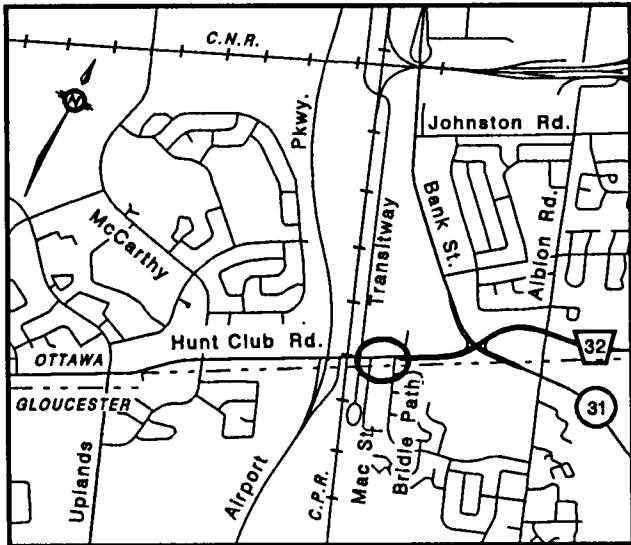 C.N.R.
N
Pkwy.
Johnston Rd.
McCarthy
Transitway
Bank St.
Albion Rd.
Hunt Club Rd.
32
OTTAWA
GLOUCESTER
31
Uplands
Airport
C.P.R.
Mac St.
Bridle Path